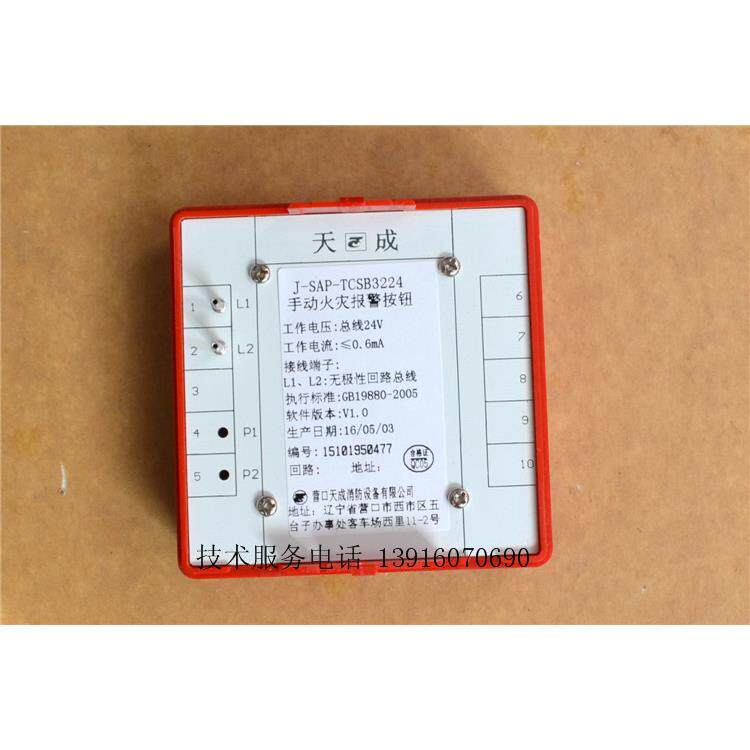 天 成
J-SAP-TCSB3224
手动火灾报警按钮
工作电压:总线24V
工作电流:≤0.6mA
接线端子:
L1、L2:无极性回路总线
执行标准:GB19880-2005
软件版本:V1.0
生产日期:16/05/03
编号: 15101950477
回路: 地址:
合格证
QC05
营口天成消防设备有限公司
地址: 辽宁省营口市西市区五
台子办事处客车场西里11-2号
1 L1
2 L2
3
4 P1
5 P2
6
7
8
9
10
技术服务电话 13916070690